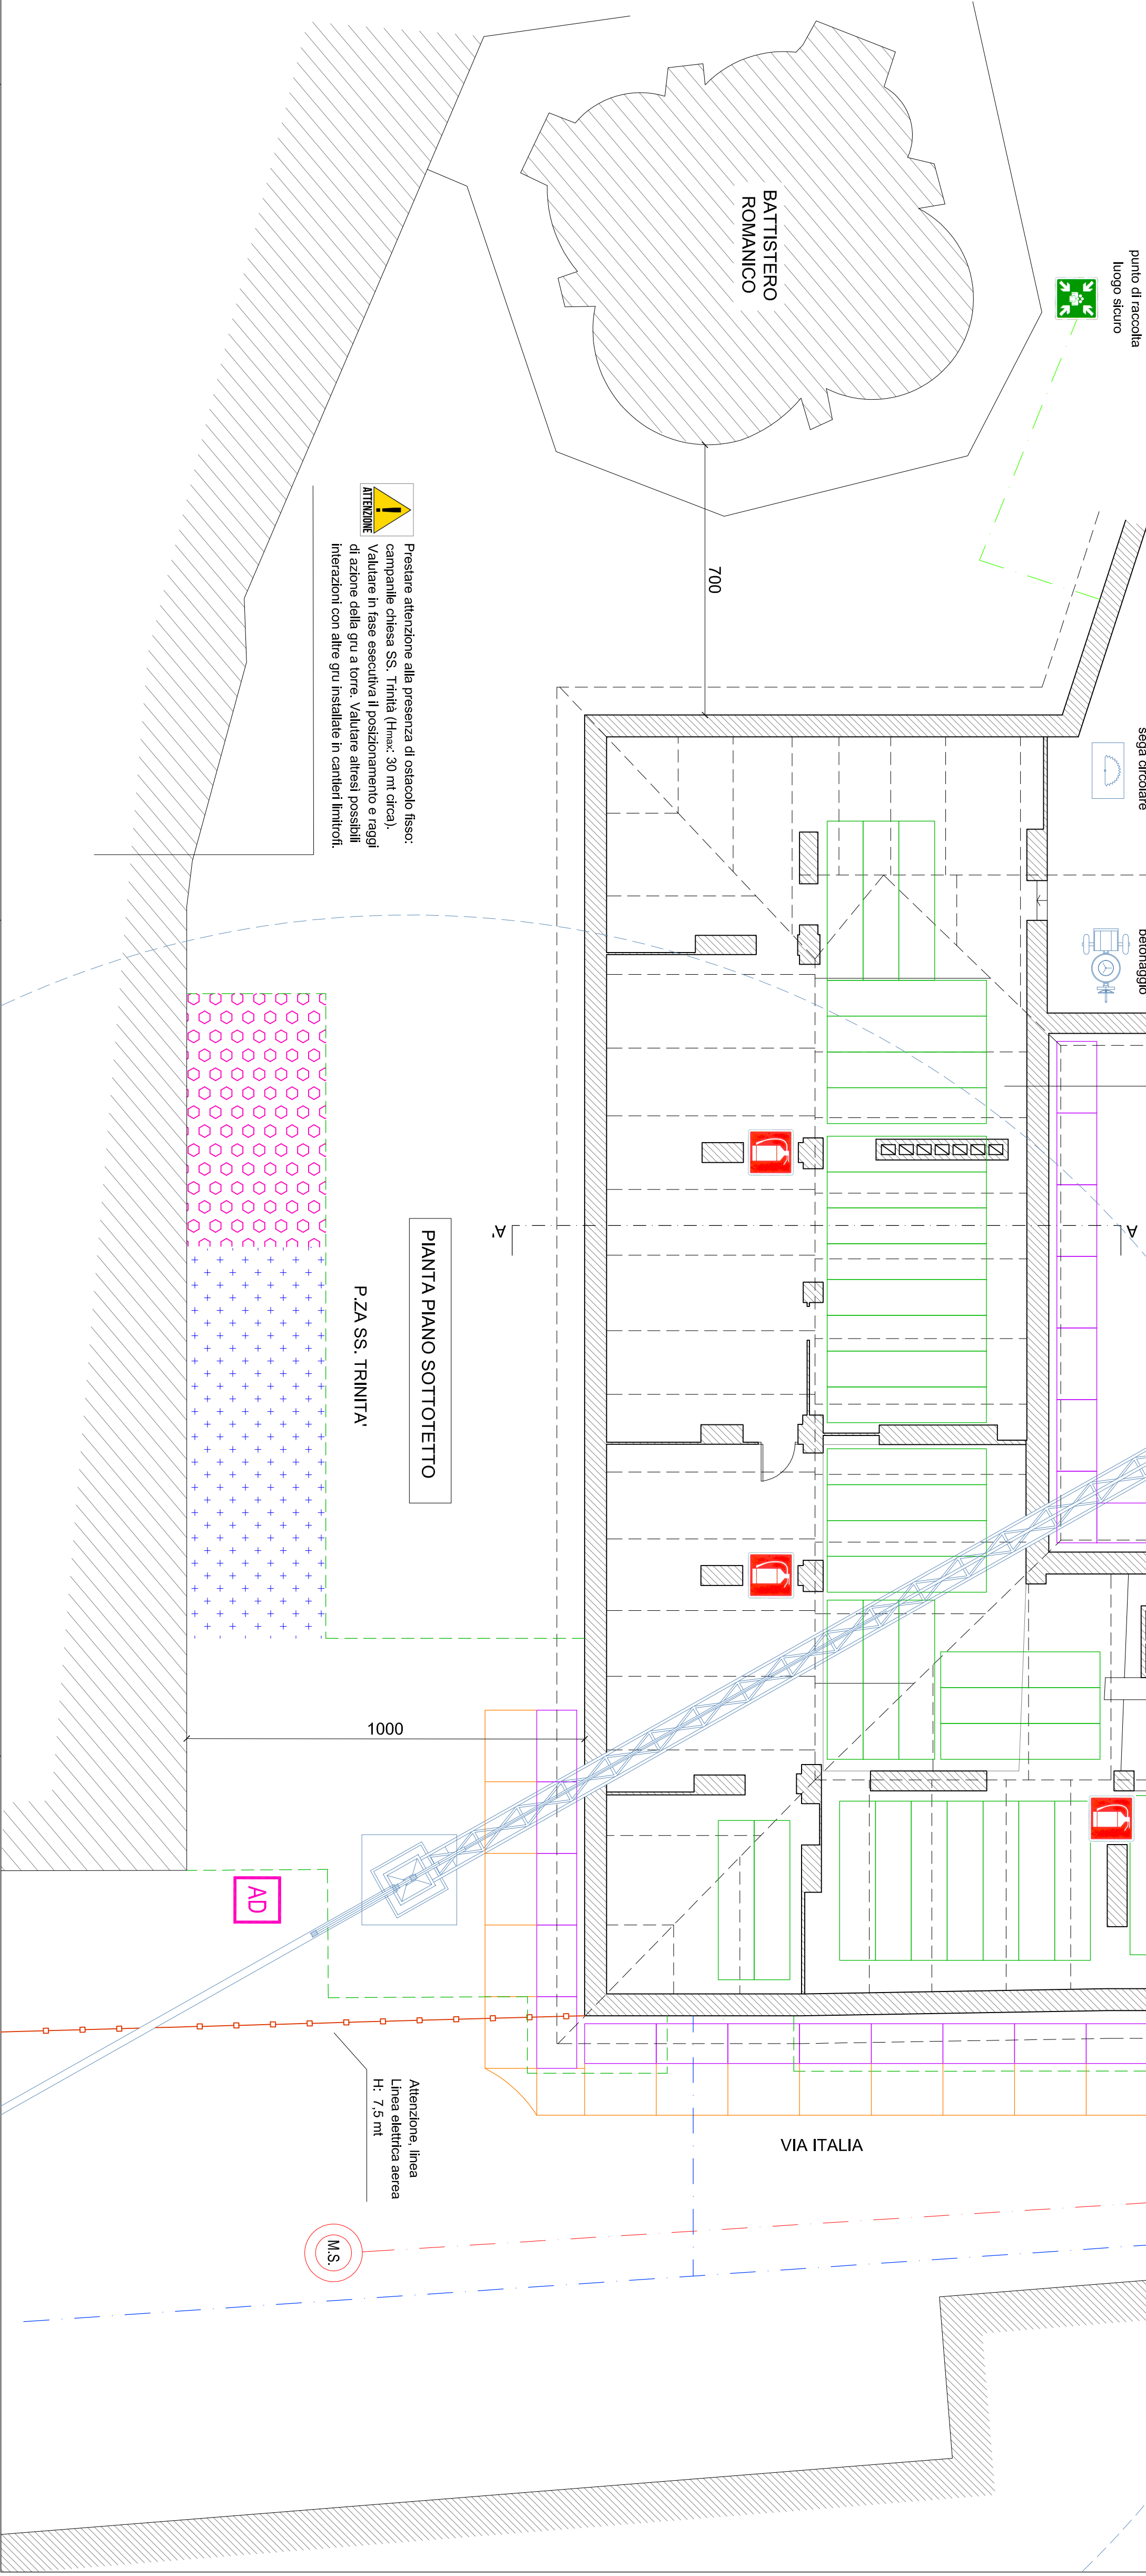 punto di raccolta
luogo sicuro
BATTISTERO
ROMANICO
sega circolare
betonaggio
700
ATTENZIONE
Prestare attenzione alla presenza di ostacolo fisso:
campanile chiesa SS. Trinità (Hmax: 30 mt circa).
Valutare in fase esecutiva il posizionamento e raggi
di azione della gru a torre. Valutare altresì possibili
interazioni con altre gru installate in cantieri limitrofi.
A
A'
PIANTA PIANO SOTTOTETTO
P.ZA SS. TRINITA'
1000
AD
Attenzione, linea
Linea elettrica aerea
H: 7,5 mt
VIA ITALIA
M.S.